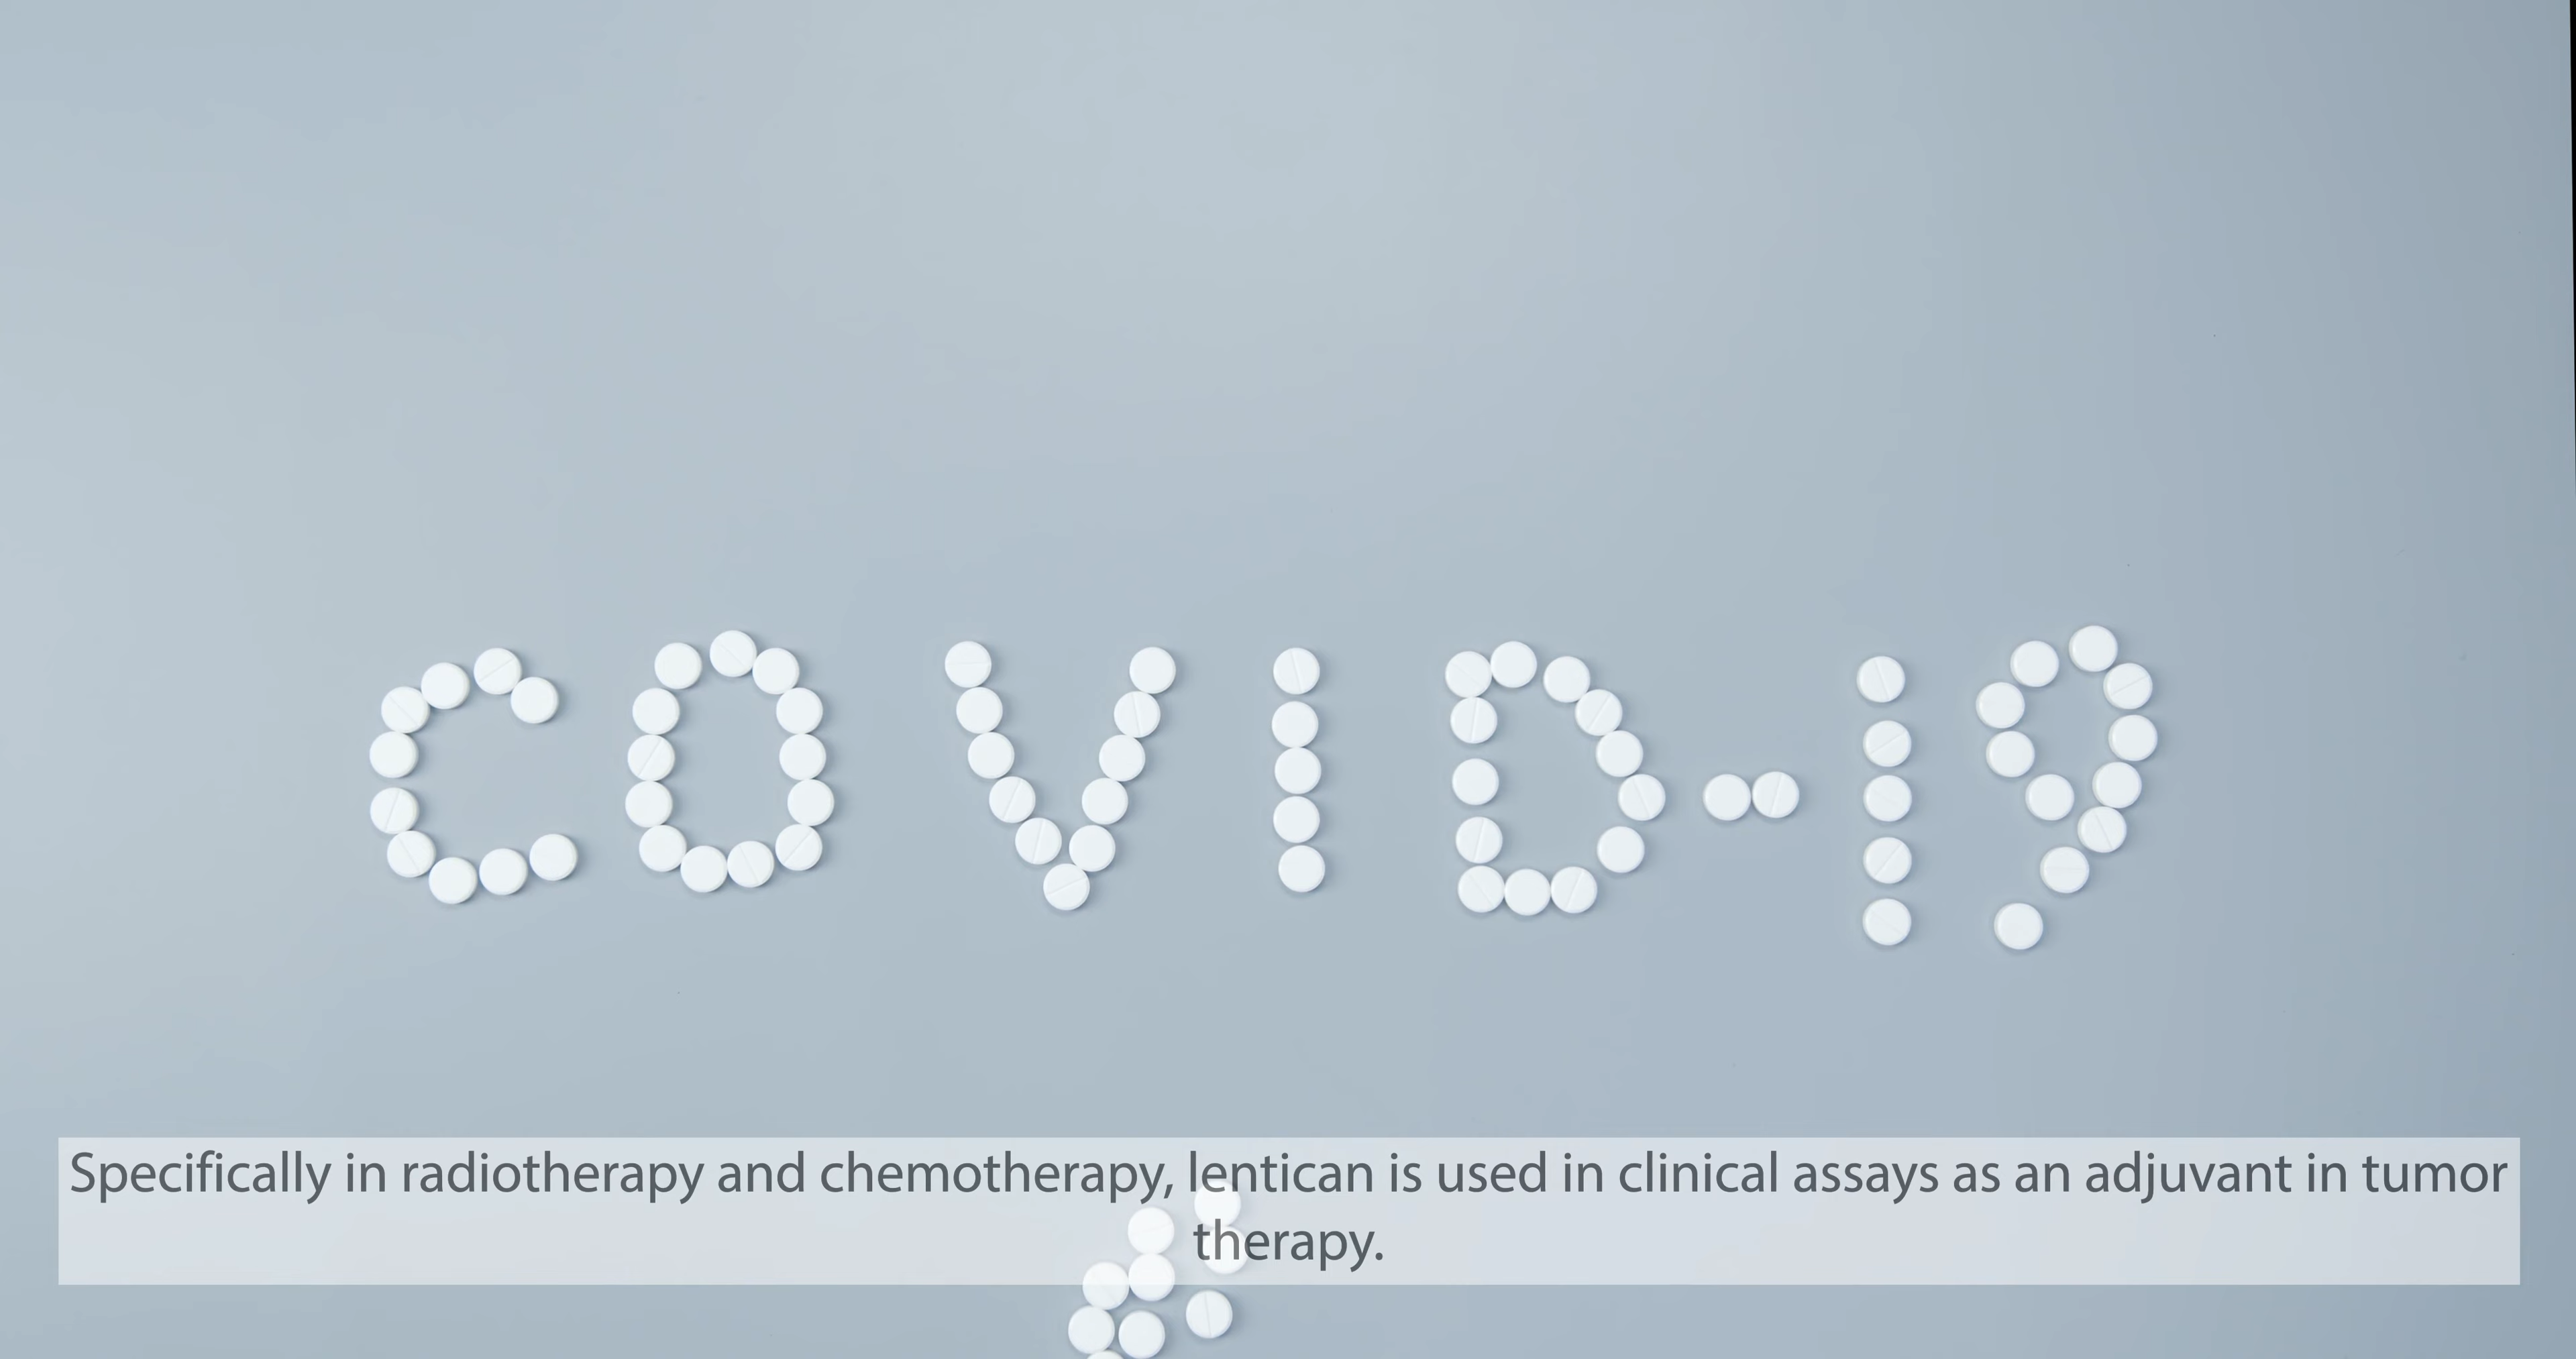 COVID-19
Specifically in radiotherapy and chemotherapy, lentican is used in clinical assays as an adjuvant in tumor
therapy.